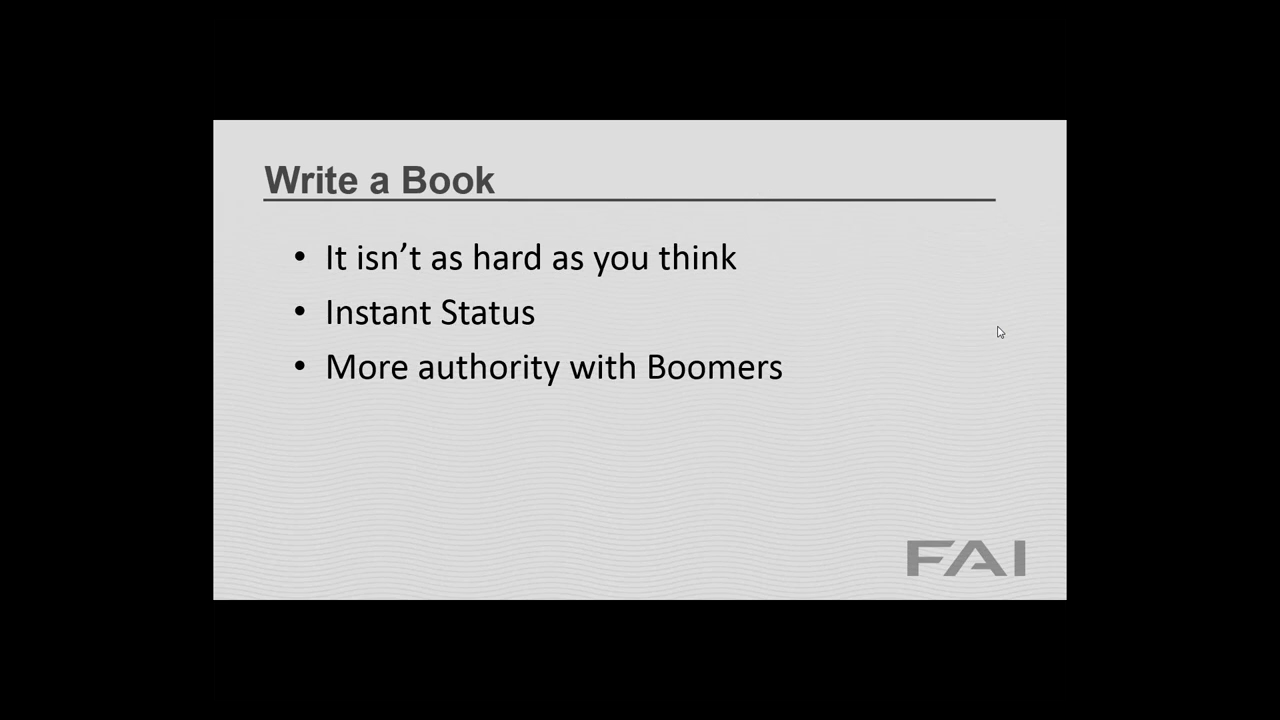 Write a Book
• It isn’t as hard as you think
• Instant Status
• More authority with Boomers
FAI